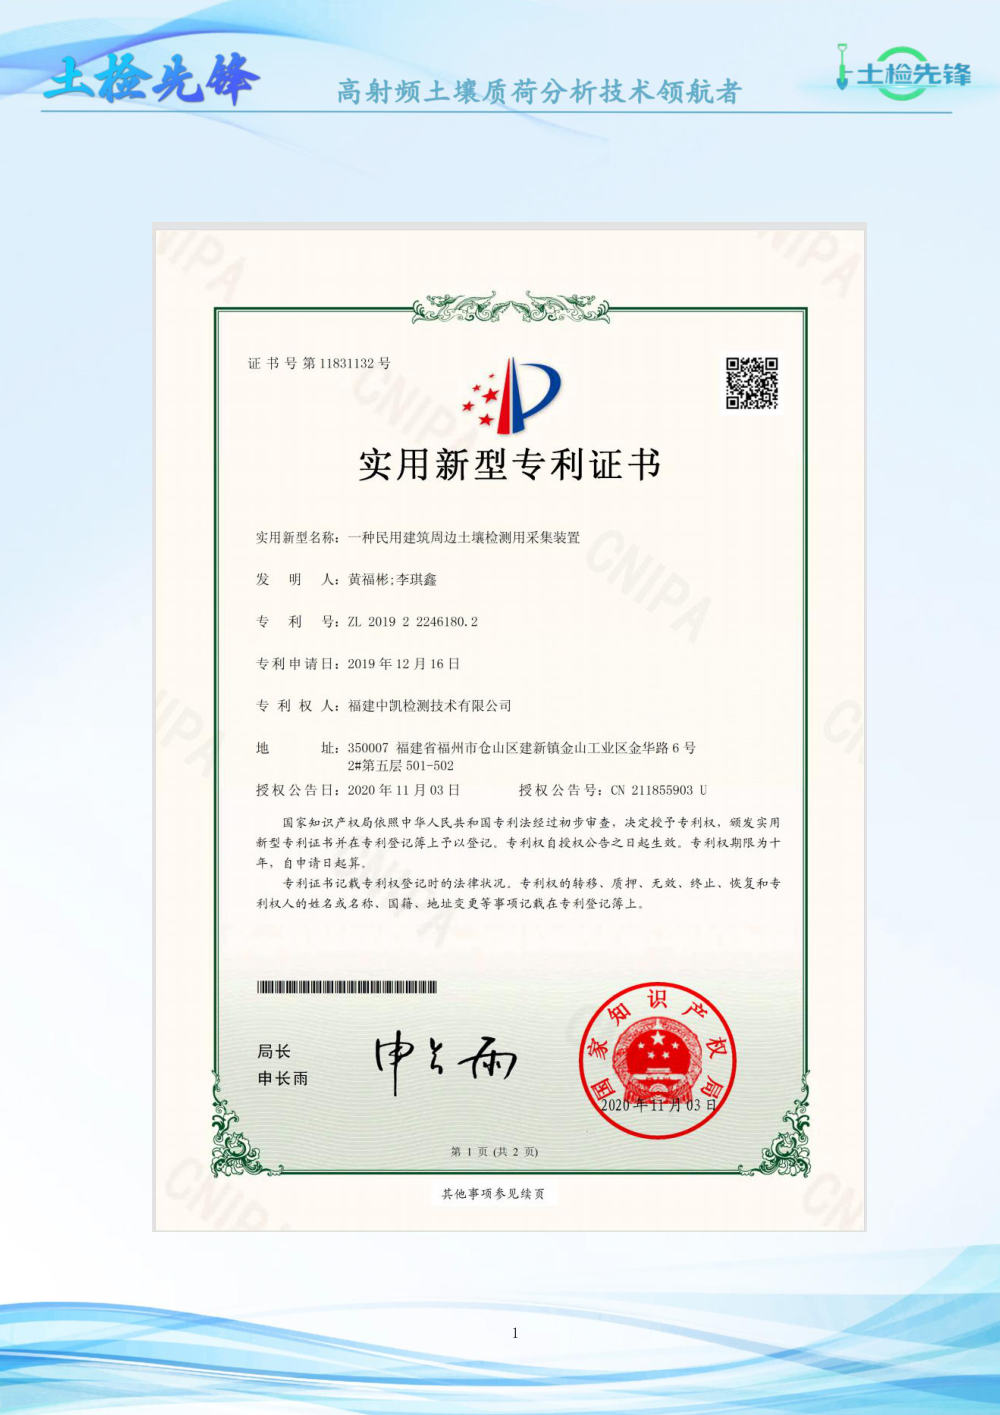 土检先锋
高射频土壤质荷分析技术领航者
土检先锋
证书号第11831132号
实用新型专利证书
实用新型名称：一种民用建筑周边土壤检测用采集装置
发 明 人：黄福彬;李琪鑫
专 利 号：ZL 2019 2 2246180.2
专利申请日：2019年12月16日
专 利 权 人：福建中凯检测技术有限公司
地 址：350007 福建省福州市仓山区建新镇金山工业区金华路6号
2#第五层501-502
授权公告日：2020年11月03日 授权公告号：CN 211855903 U
国家知识产权局依照中华人民共和国专利法经过初步审查，决定授予专利权，颁发实用
新型专利证书并在专利登记簿上予以登记。专利权自授权公告之日起生效。专利权期限为十
年，自申请日起算。
专利证书记载专利权登记时的法律状况。专利权的转移、质押、无效、终止、恢复和专
利权人的姓名或名称、国籍、地址变更等事项记载在专利登记簿上。
局长
申长雨
申长雨
国家知识产权局
2020年11月03日
第 1 页 (共 2 页)
其他事项参见续页
CNIPA
1